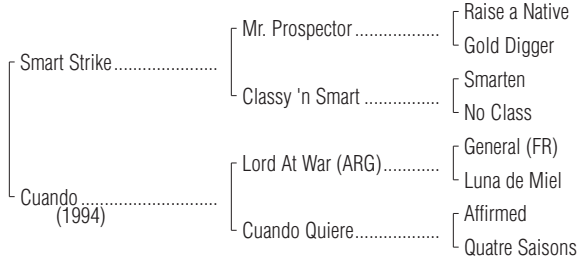 Raise a Native
Mr. Prospector ..................
Gold Digger
Smart Strike ......................
Smarten
Classy 'n Smart ................
No Class
General (FR)
Lord At War (ARG)............
Luna de Miel
Cuando .............................
(1994)
Affirmed
Cuando Quiere..................
Quatre Saisons